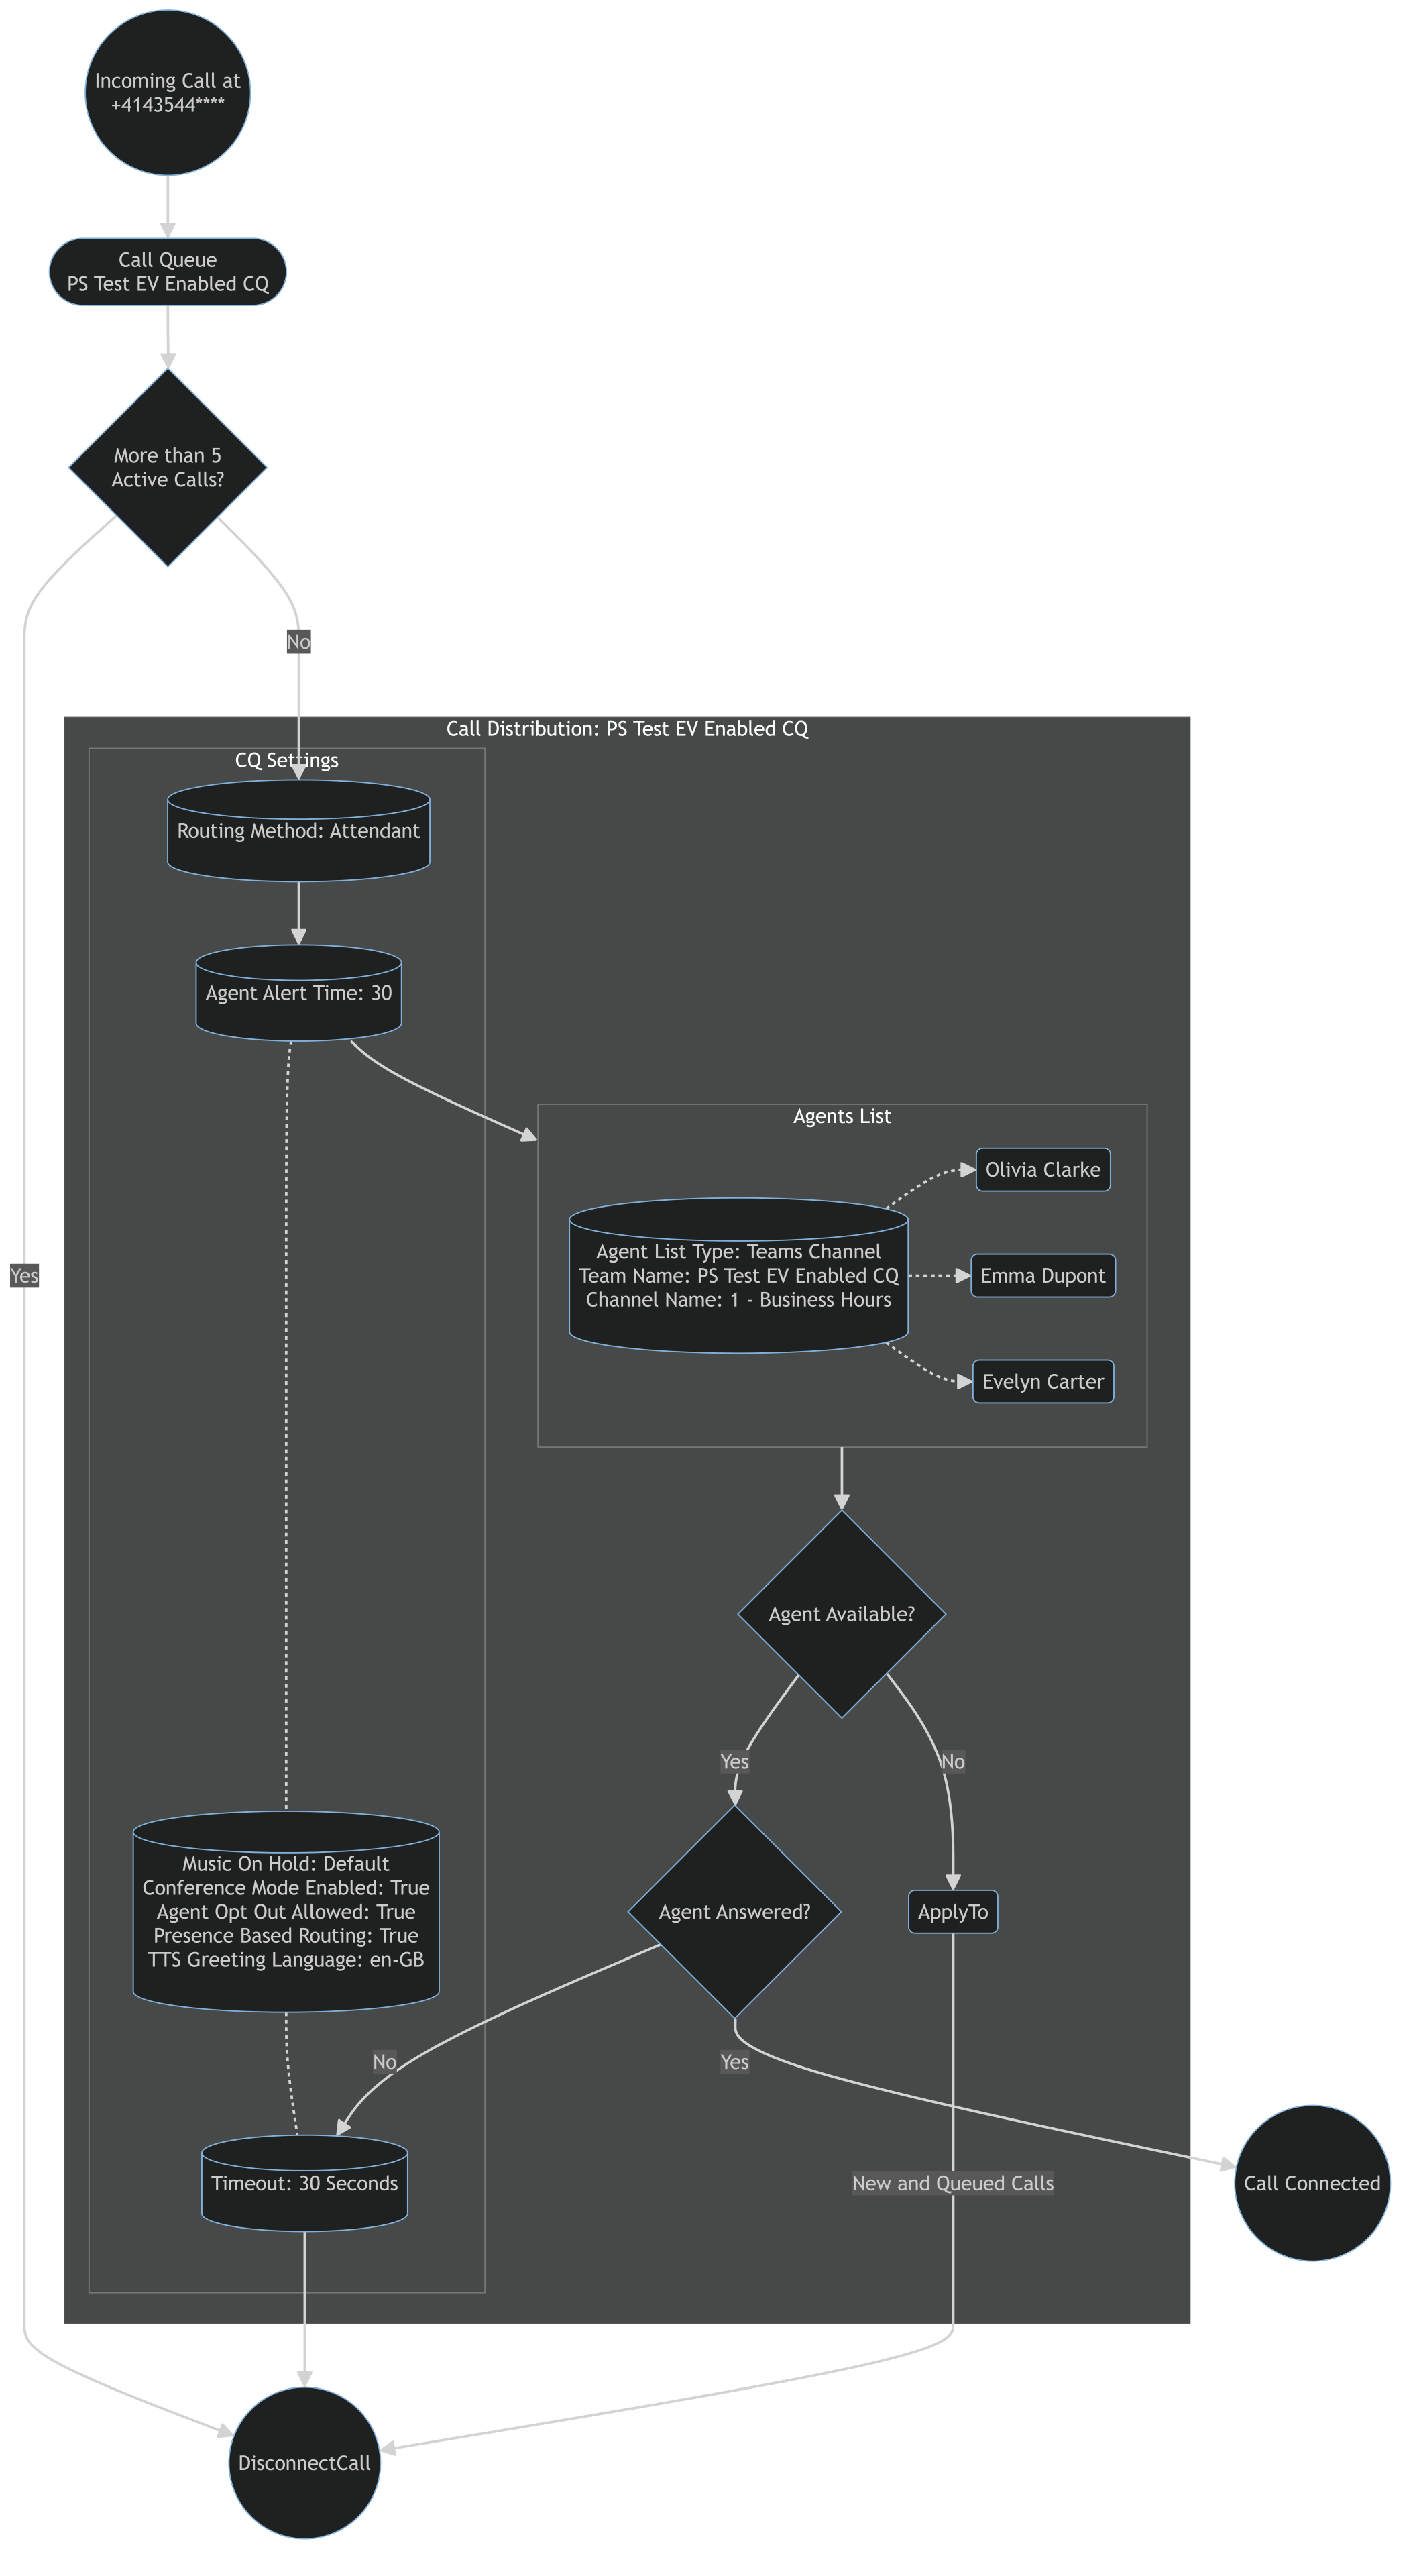 Incoming Call at
+4143544****
Call Queue
PS Test EV Enabled CQ
More than 5
Active Calls?
No
Yes
Call Distribution: PS Test EV Enabled CQ
CQ Settings
Routing Method: Attendant
Agent Alert Time: 30
Agents List
Agent List Type: Teams Channel
Team Name: PS Test EV Enabled CQ
Channel Name: 1 - Business Hours
Olivia Clarke
Emma Dupont
Evelyn Carter
Agent Available?
Yes
No
Music On Hold: Default
Conference Mode Enabled: True
Agent Opt Out Allowed: True
Presence Based Routing: True
TTS Greeting Language: en-GB
Agent Answered?
ApplyTo
No
Yes
Timeout: 30 Seconds
New and Queued Calls
Call Connected
DisconnectCall